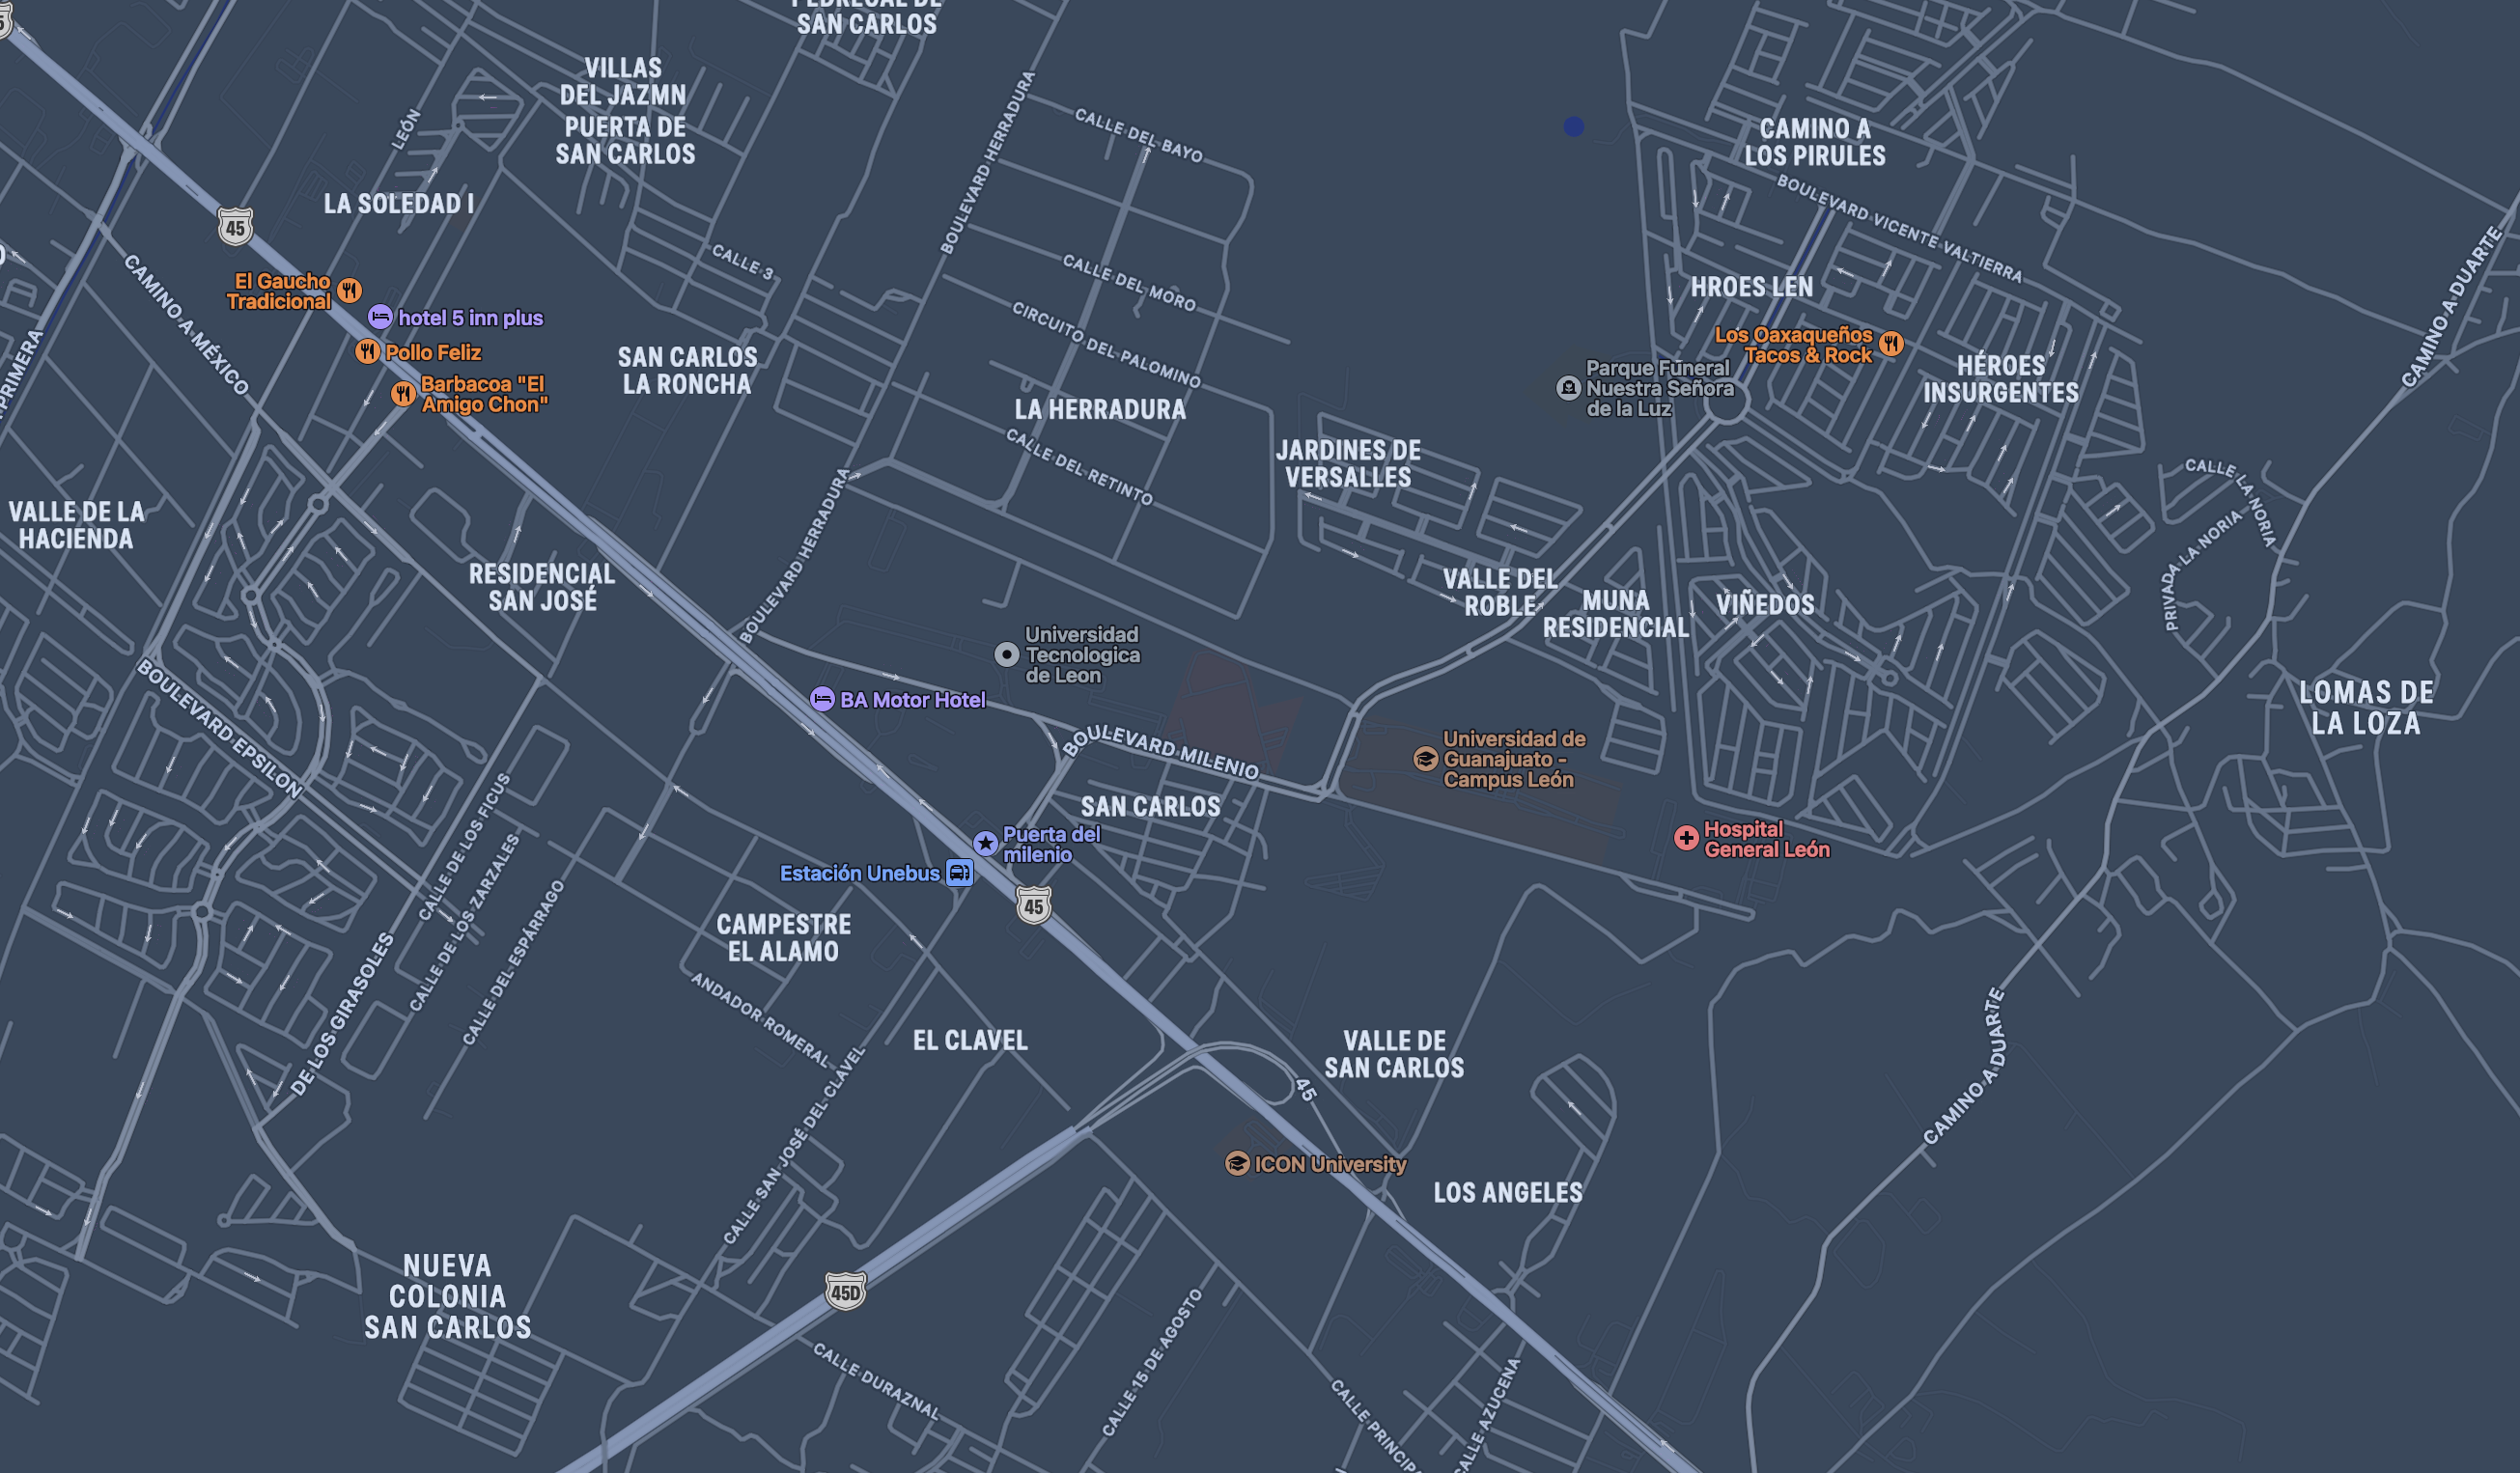 SAN CARLOS
VILLAS
DEL JAZMN
PUERTA DE
SAN CARLOS
LEÓN
BOULEVARD HERRADURA
CALLE DEL BAYO
CAMINO A
LOS PIRULES
BOULEVARD VICENTE VALTIERRA
LA SOLEDAD I
45
CALLE 3
CALLE DEL MORO
CAMINO A DUARTE
CAMINO A MÉXICO
El Gaucho
Tradicional
hotel 5 inn plus
Pollo Feliz
Barbacoa "El
Amigo Chon"
HROES LEN
Los Oaxaqueños
Tacos & Rock
HÉROES
INSURGENTES
Parque Funeral
Nuestra Señora
de la Luz
CIRCUITO DEL PALOMINO
SAN CARLOS
LA RONCHA
LA HERRADURA
PRIMERA
CALLE DEL RETINTO
JARDINES DE
VERSALLES
CALLE LA NORIA
PRIVADA LA NORIA
VALLE DE LA
HACIENDA
BOULEVARD HERRADURA
RESIDENCIAL
SAN JOSÉ
VALLE DEL
ROBLE
MUNA
RESIDENCIAL
VIÑEDOS
Universidad
Tecnologica
de Leon
BA Motor Hotel
BOULEVARD EPSILON
BOULEVARD MILENIO
Universidad de
Guanajuato -
Campus León
LOMAS DE
LA LOZA
SAN CARLOS
Puerta del
milenio
Estación Unebus
Hospital
General León
45
CALLE DE LOS FICUS
CALLE DE LOS ZARZALES
CALLE DEL ESPÁRRAGO
DE LOS GIRASOLES
CAMPESTRE
EL ALAMO
ANDADOR ROMERAL
EL CLAVEL
VALLE DE
SAN CARLOS
45
CAMINO A DUARTE
CALLE SAN JOSÉ DEL CLAVEL
ICON University
LOS ANGELES
NUEVA
COLONIA
SAN CARLOS
45D
CALLE DURAZNAL
CALLE 15 DE AGOSTO
CALLE PRINCIPA
CALLE AZUCENA